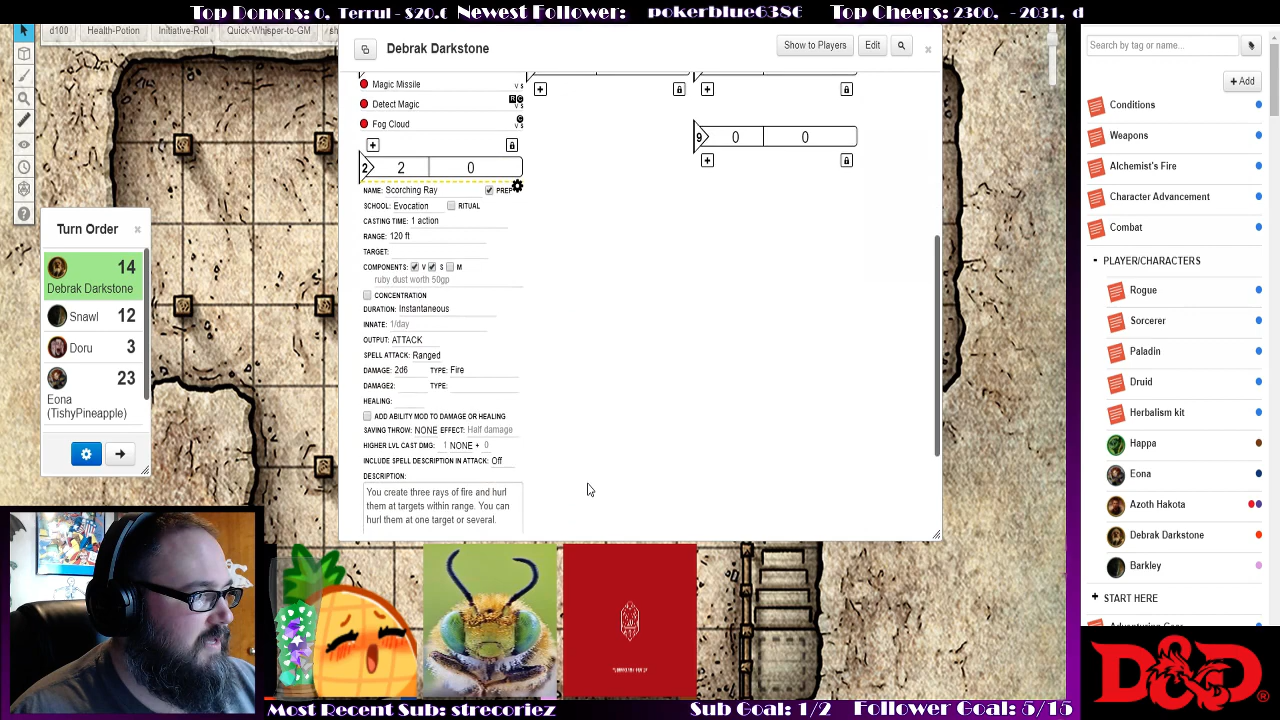 Top Donors: 0, Terrul - $20.0
Newest Follower: pokerblue6386
Top Cheers: 2300, -2031, d
d100
Health-Potion
Initiative-Roll
Quick-Whisper-to-GM
Debrak Darkstone
Show to Players
Edit
Search by tag or name...
+ Add
Magic Missile
V S
Detect Magic
V S
Fog Cloud
V S
9
0
0
2
2
0
NAME: Scorching Ray
PREP
SCHOOL: Evocation
RITUAL
CASTING TIME: 1 action
RANGE: 120 ft
TARGET:
COMPONENTS:
V
S
M
ruby dust worth 50gp
CONCENTRATION
DURATION: Instantaneous
INNATE: 1/day
OUTPUT: ATTACK
SPELL ATTACK: Ranged
DAMAGE: 2d6 TYPE: Fire
DAMAGE2: TYPE:
HEALING:
ADD ABILITY MOD TO DAMAGE OR HEALING
SAVING THROW: NONE EFFECT: Half damage
HIGHER LVL CAST DMG: 1 NONE + 0
INCLUDE SPELL DESCRIPTION IN ATTACK: Off
DESCRIPTION:
You create three rays of fire and hurl
them at targets within range. You can
hurl them at one target or several.
Turn Order
14
Debrak Darkstone
Snawl 12
Doru 3
23
Eona
(TishyPineapple)
Conditions
Weapons
Alchemist's Fire
Character Advancement
Combat
- PLAYER/CHARACTERS
Rogue
Sorcerer
Paladin
Druid
Herbalism kit
Happa
Eona
Azoth Hakota
Debrak Darkstone
Barkley
+ START HERE
Adventuring Gear
D&D
Most Recent Sub: strecoriez
Sub Goal: 1/2
Follower Goal: 5/15